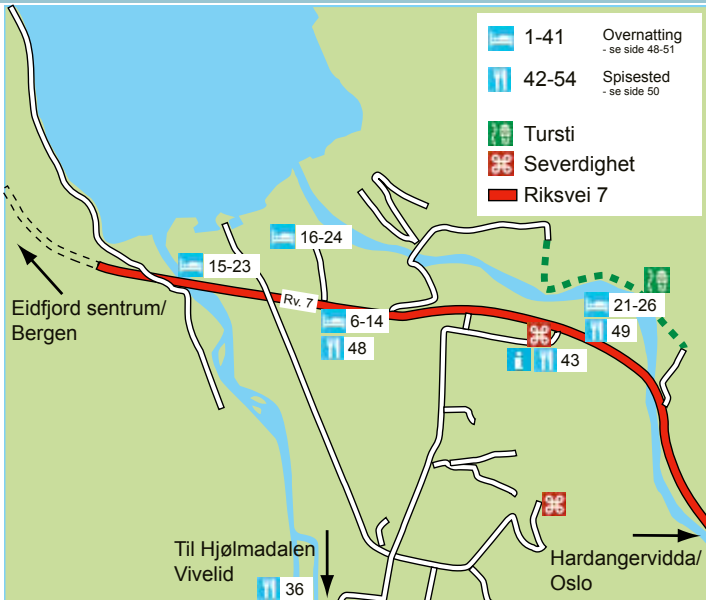 1-41 Overnatting
- se side 48-51
42-54 Spisested
- se side 50
Tursti
Severdighet
Riksvei 7
16-24
15-23
Eidfjord sentrum/
Bergen
Rv. 7
6-14
48
21-26
49
i
43
Til Hjølmadalen
Vivelid
36
Hardangervidda/
Oslo